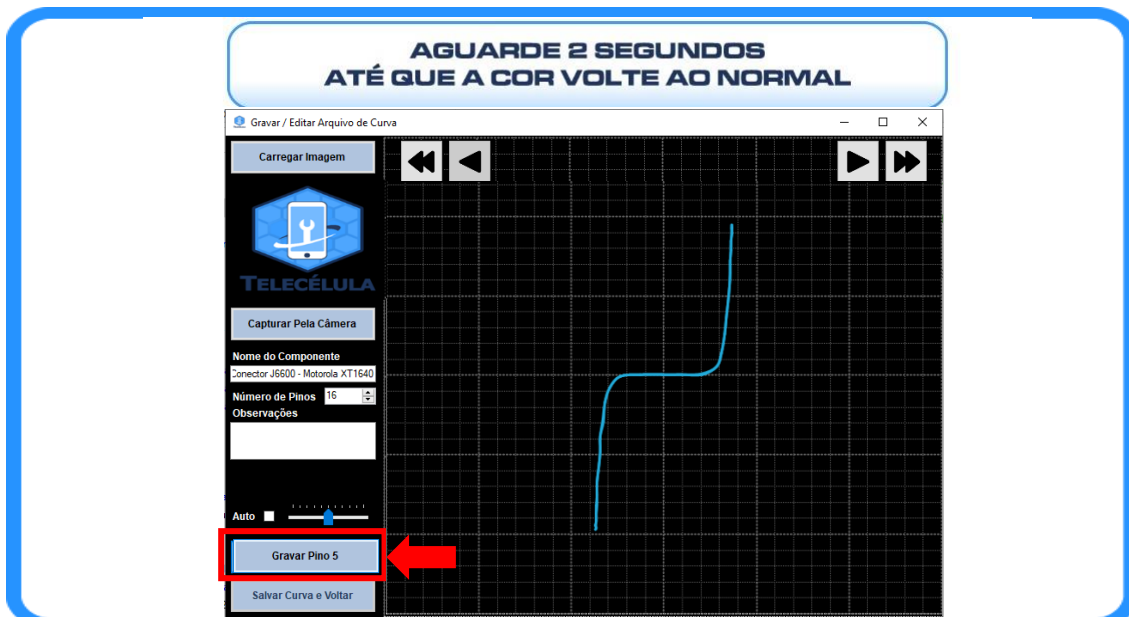 AGUARDE 2 SEGUNDOS
ATÉ QUE A COR VOLTE AO NORMAL
Gravar / Editar Arquivo de Curva
Carregar Imagem
TELECÉLULA
Capturar Pela Câmera
Nome do Componente
Conector J6600 - Motorola XT1640
Número de Pinos 16
Observações
Auto
Gravar Pino 5
Salvar Curva e Voltar